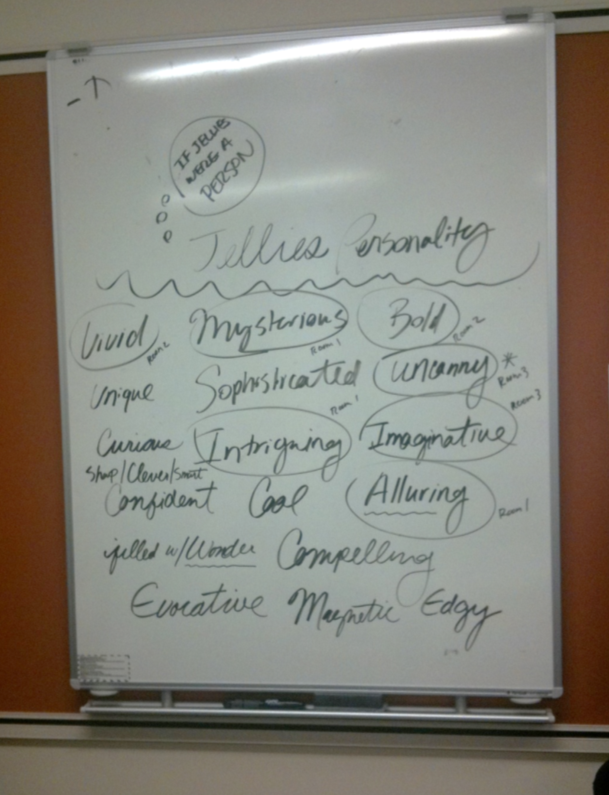 IF JELLIES
WERE A
PERSON
Jellies Personality
Vivid Mysterious Bold
Room 2 Room 1 Room 2
Unique Sophisticated Uncanny *
Room 3
Room 1 Room 3
Curious Intriguing Imaginative
Sharp/Clever/Smart
Confident Cool Alluring
Room 1
filled w/Wonder Compelling
Evocative Magnetic Edgy